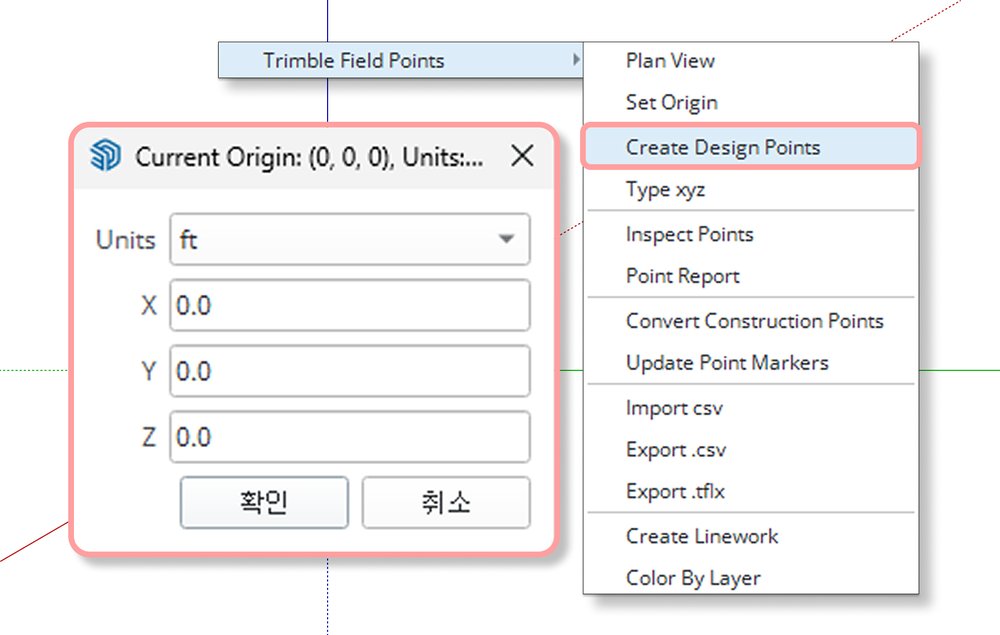 Trimble Field Points
Plan View
Set Origin
Create Design Points
Type xyz
Inspect Points
Point Report
Convert Construction Points
Update Point Markers
Import csv
Export .csv
Export .tflx
Create Linework
Color By Layer
Current Origin: (0, 0, 0), Units:...
Units ft
X 0.0
Y 0.0
Z 0.0
확인 취소